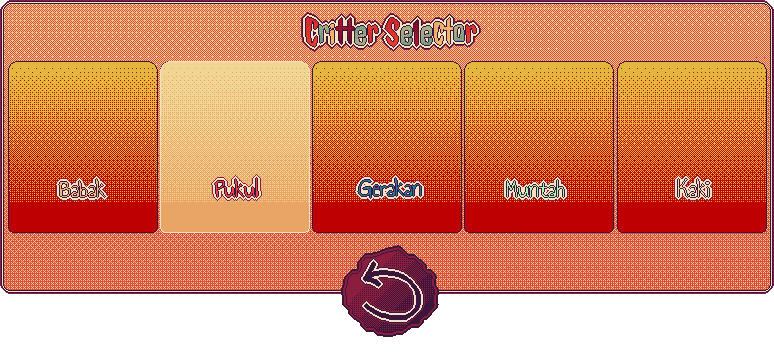 Critter Selector
Babak
Pukul
Gerakan
Muntah
Kaki